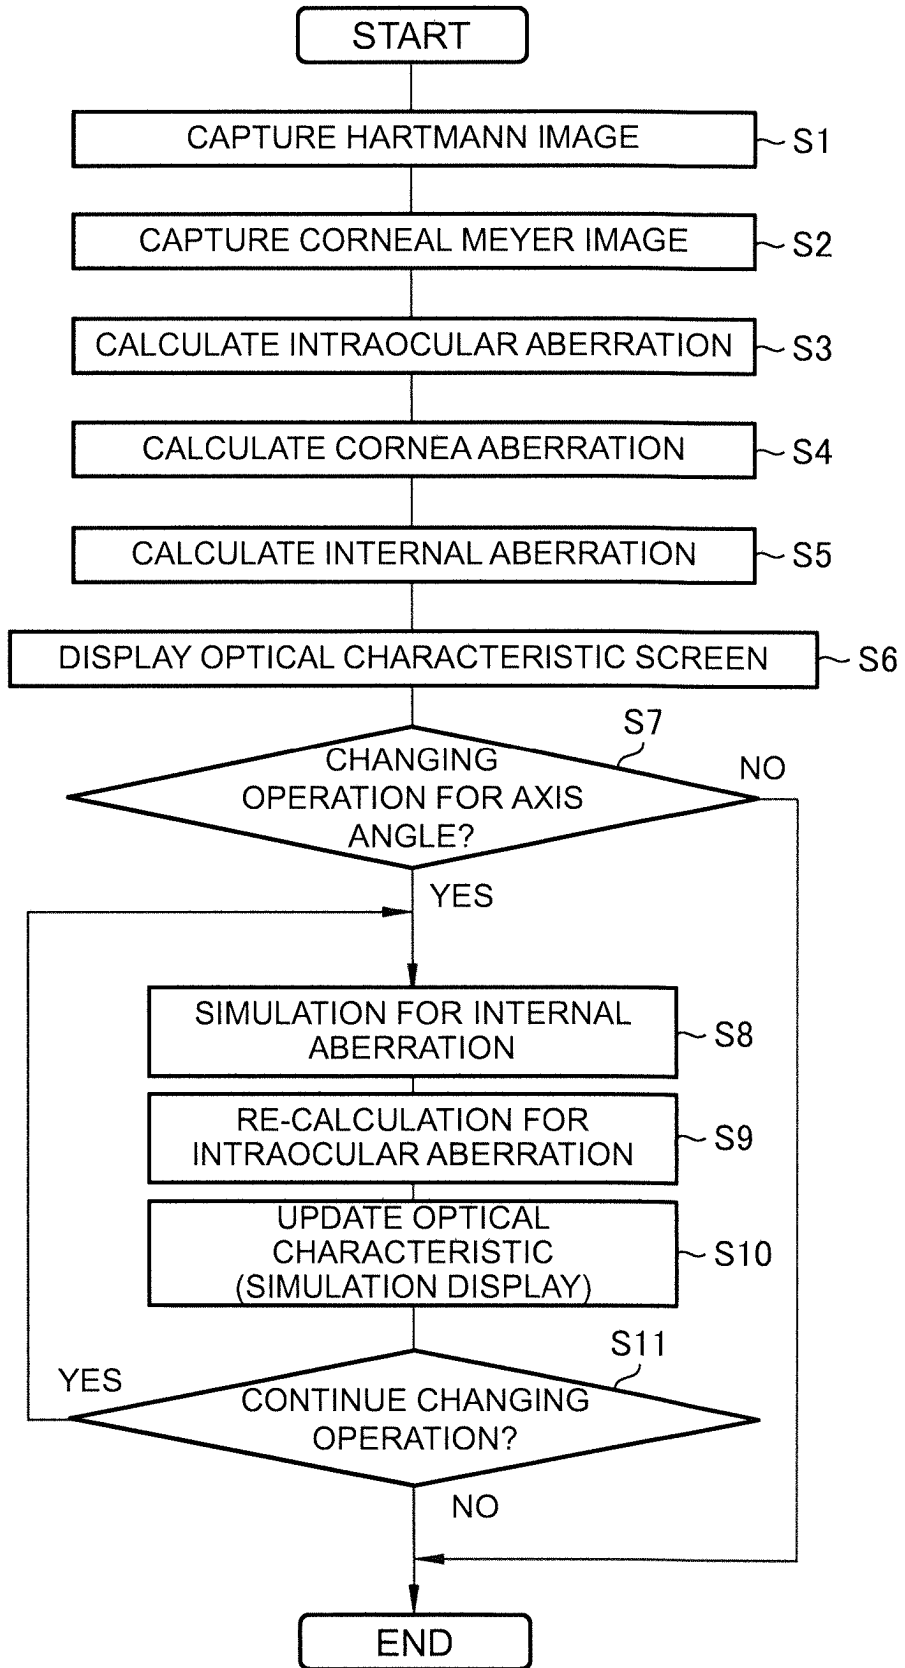 START
CAPTURE HARTMANN IMAGE
S1
CAPTURE CORNEAL MEYER IMAGE
S2
CALCULATE INTRAOCULAR ABERRATION
S3
CALCULATE CORNEA ABERRATION
S4
CALCULATE INTERNAL ABERRATION
S5
DISPLAY OPTICAL CHARACTERISTIC SCREEN
S6
S7
CHANGING
OPERATION FOR AXIS
ANGLE?
NO
YES
SIMULATION FOR INTERNAL
ABERRATION
S8
RE-CALCULATION FOR
INTRAOCULAR ABERRATION
S9
UPDATE OPTICAL
CHARACTERISTIC
(SIMULATION DISPLAY)
S10
S11
YES
CONTINUE CHANGING
OPERATION?
NO
END